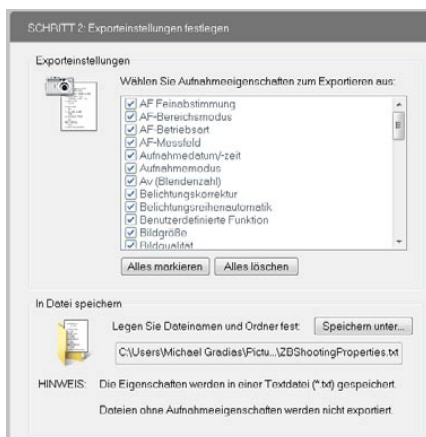 SCHRITT 2: Exporteinstellungen festlegen
Exporteinstellungen
Wählen Sie Aufnahmeeigenschaften zum Exportieren aus:
AF Feinabstimmung
AF-Bereichsmodus
AF-Betriebsart
AF-Messfeld
Aufnahmedatum/-zeit
Aufnahmemodus
Av (Blendenzahl)
Belichtungskorrektur
Belichtungsreihenautomatik
Benutzerdefinierte Funktion
Bildgröße
Bildqualität
Alles markieren Alles löschen
In Datei speichern
Legen Sie Dateinamen und Ordner fest: Speichern unter...
C:\Users\Michael Gradias\Pictu...\ZBShootingProperties.txt
HINWEIS: Die Eigenschaften werden in einer Textdatei (*.txt) gespeichert.
Dateien ohne Aufnahmeeigenschaften werden nicht exportiert.